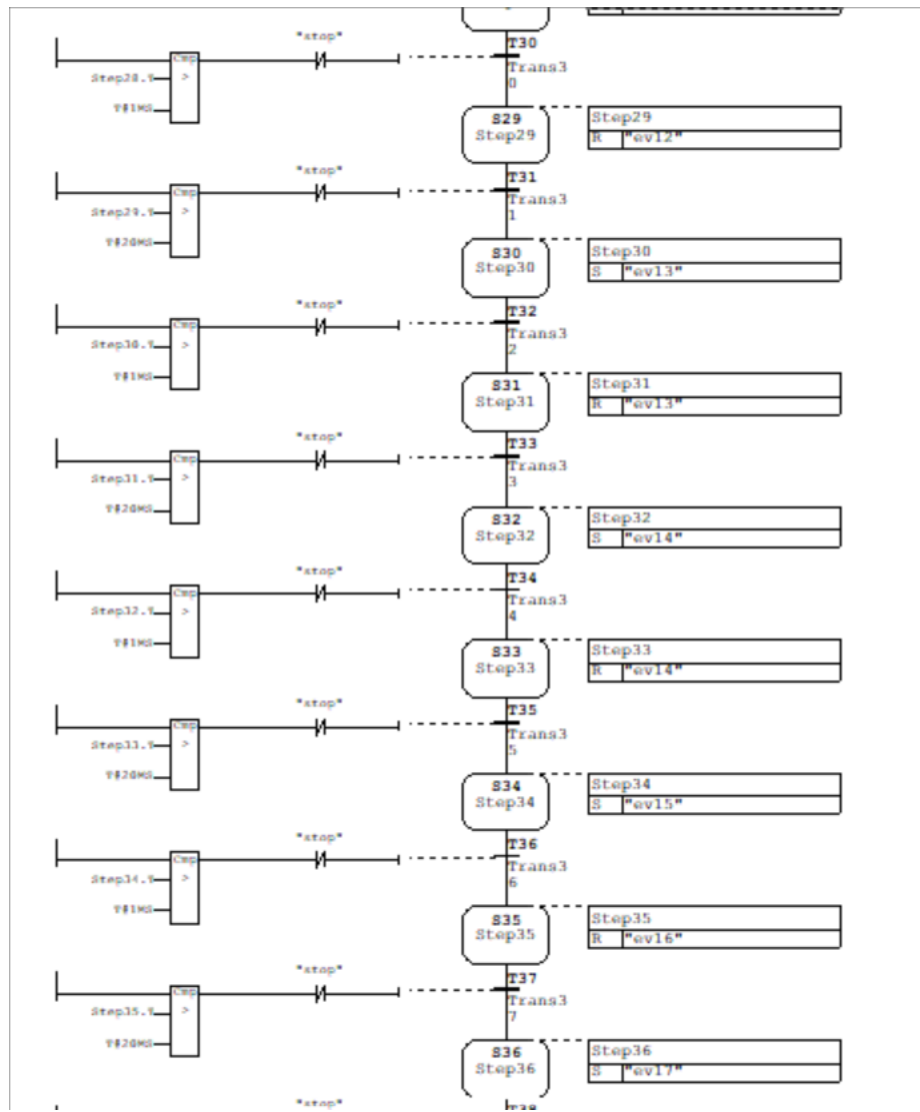 "stop"
T30
Cmp
>
Trans3
0
Step28.T
T#1MS
S29
Step29
Step29
R "ev12"
"stop"
T31
Cmp
>
Trans3
1
Step29.T
T#20MS
S30
Step30
Step30
S "ev13"
"stop"
T32
Cmp
>
Trans3
2
Step30.T
T#1MS
S31
Step31
Step31
R "ev13"
"stop"
T33
Cmp
>
Trans3
3
Step31.T
T#20MS
S32
Step32
Step32
S "ev14"
"stop"
T34
Cmp
>
Trans3
4
Step32.T
T#1MS
S33
Step33
Step33
R "ev14"
"stop"
T35
Cmp
>
Trans3
5
Step33.T
T#20MS
S34
Step34
Step34
S "ev15"
"stop"
T36
Cmp
>
Trans3
6
Step34.T
T#1MS
S35
Step35
Step35
R "ev16"
"stop"
T37
Cmp
>
Trans3
7
Step35.T
T#20MS
S36
Step36
Step36
S "ev17"
"stop"
T38